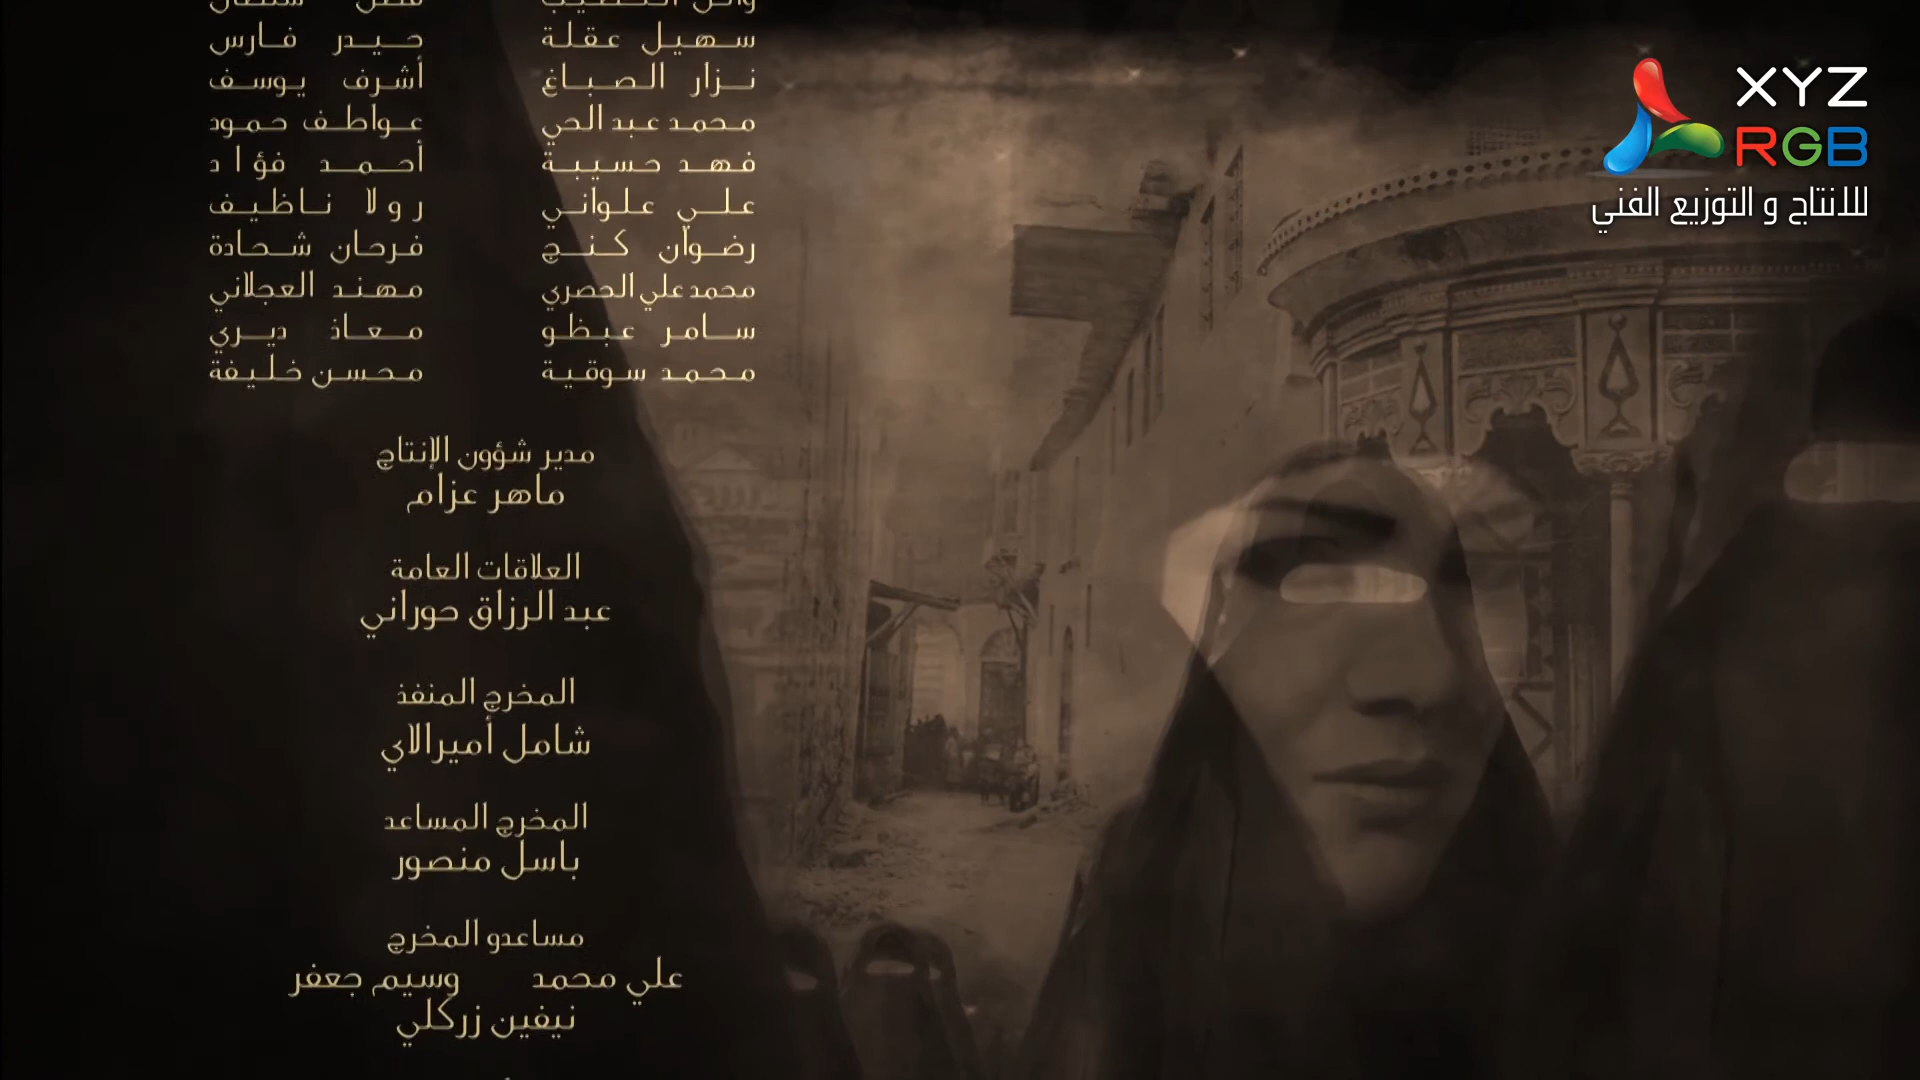 سهيل عقلة حيدر فارس
نزار الصباغ أشرف يوسف
محمد عبد الحي عواطف حمود
فهد حسيبة أحمد فؤاد
علي علواني رولا ناظيف
رضوان كنج فرحان شحادة
محمد علي الحصري مهند العجلاني
سامر عبظو معاذ ديري
محمد سوقية محسن خليفة
مدير شؤون الإنتاج
ماهر عزام
العلاقات العامة
عبد الرزاق حوراني
المخرج المنفذ
شامل أميرالاي
المخرج المساعد
باسل منصور
مساعدو المخرج
علي محمد وسيم جعفر
نيفين زركلي
XYZ
RGB
للانتاج و التوزيع الفني